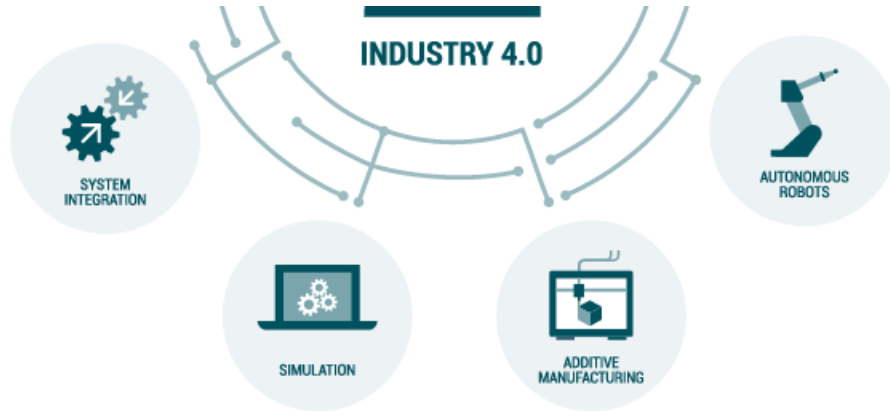 INDUSTRY 4.0
SYSTEM
INTEGRATION
AUTONOMOUS
ROBOTS
SIMULATION
ADDITIVE
MANUFACTURING